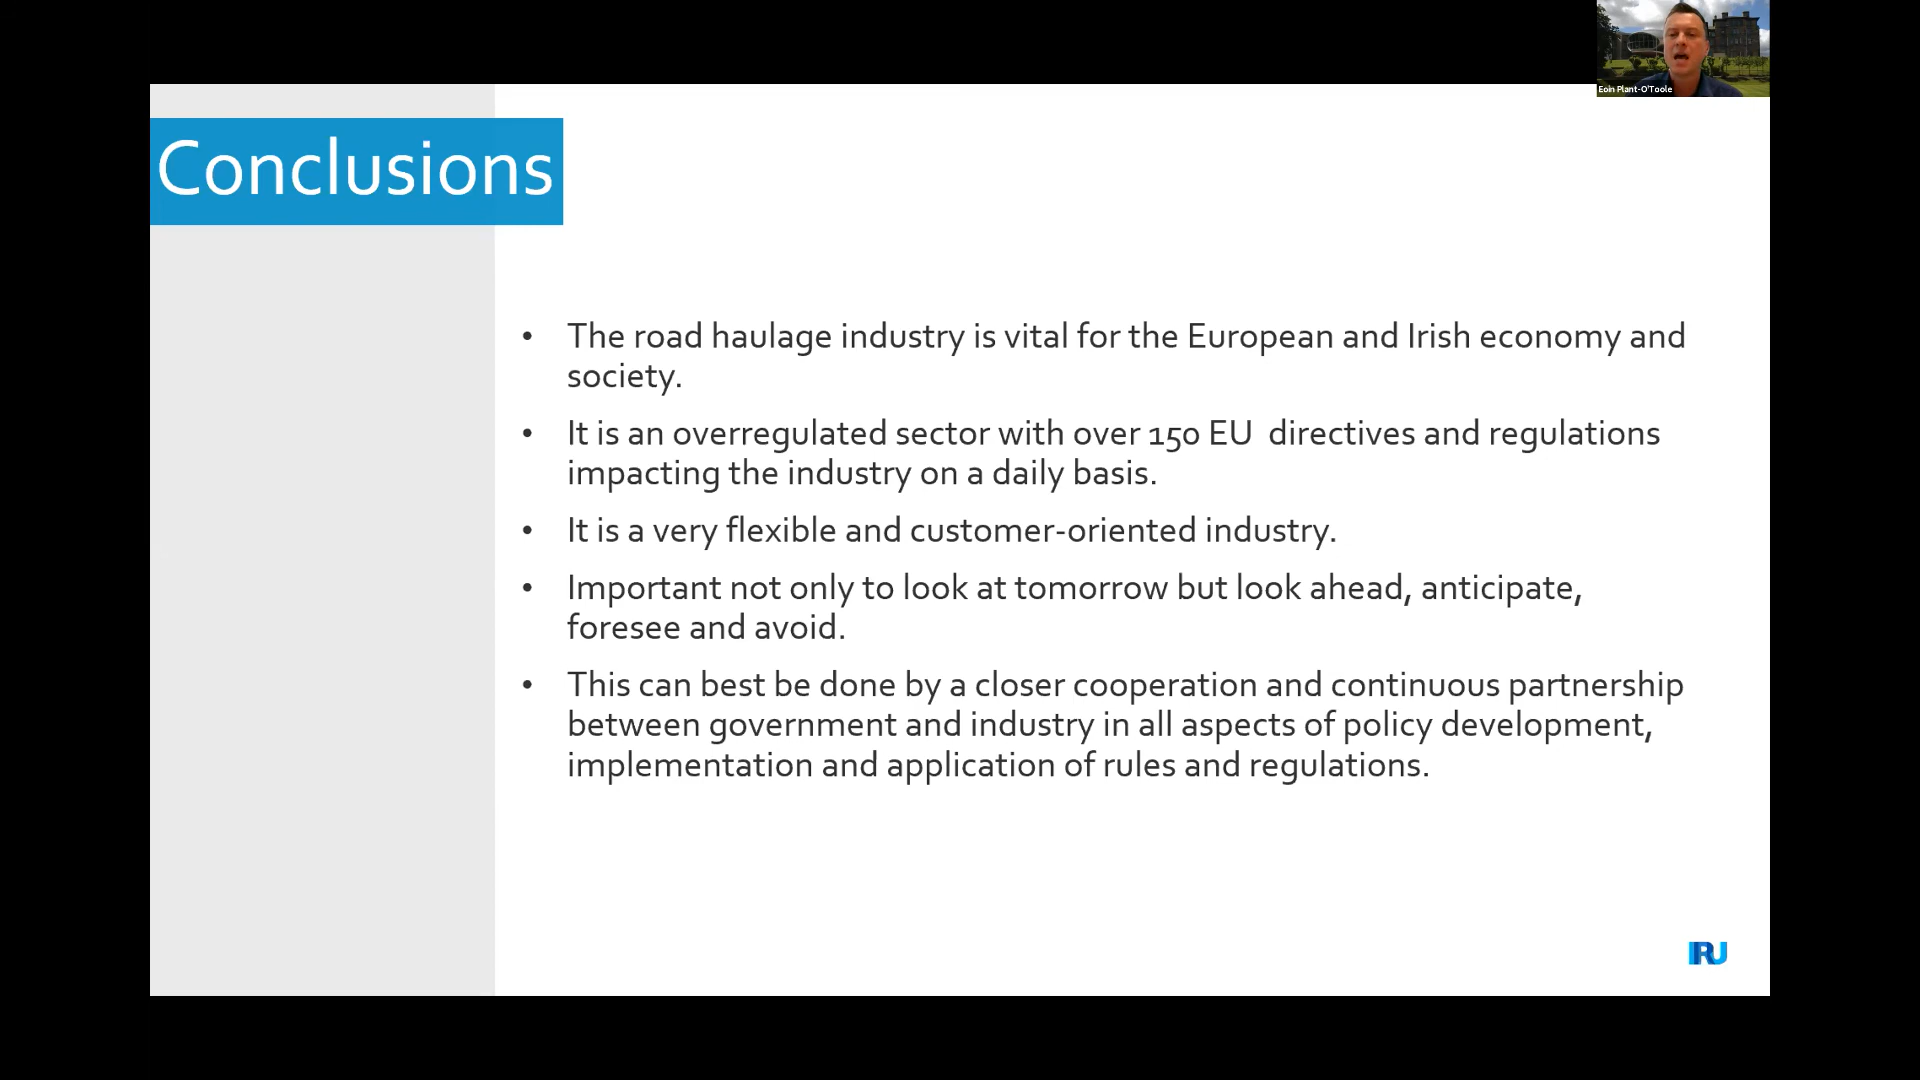 Eoin Plant-O'Toole
Conclusions
• The road haulage industry is vital for the European and Irish economy and
society.
• It is an overregulated sector with over 150 EU  directives and regulations
impacting the industry on a daily basis.
• It is a very flexible and customer-oriented industry.
• Important not only to look at tomorrow but look ahead, anticipate,
foresee and avoid.
• This can best be done by a closer cooperation and continuous partnership
between government and industry in all aspects of policy development,
implementation and application of rules and regulations.
IRU